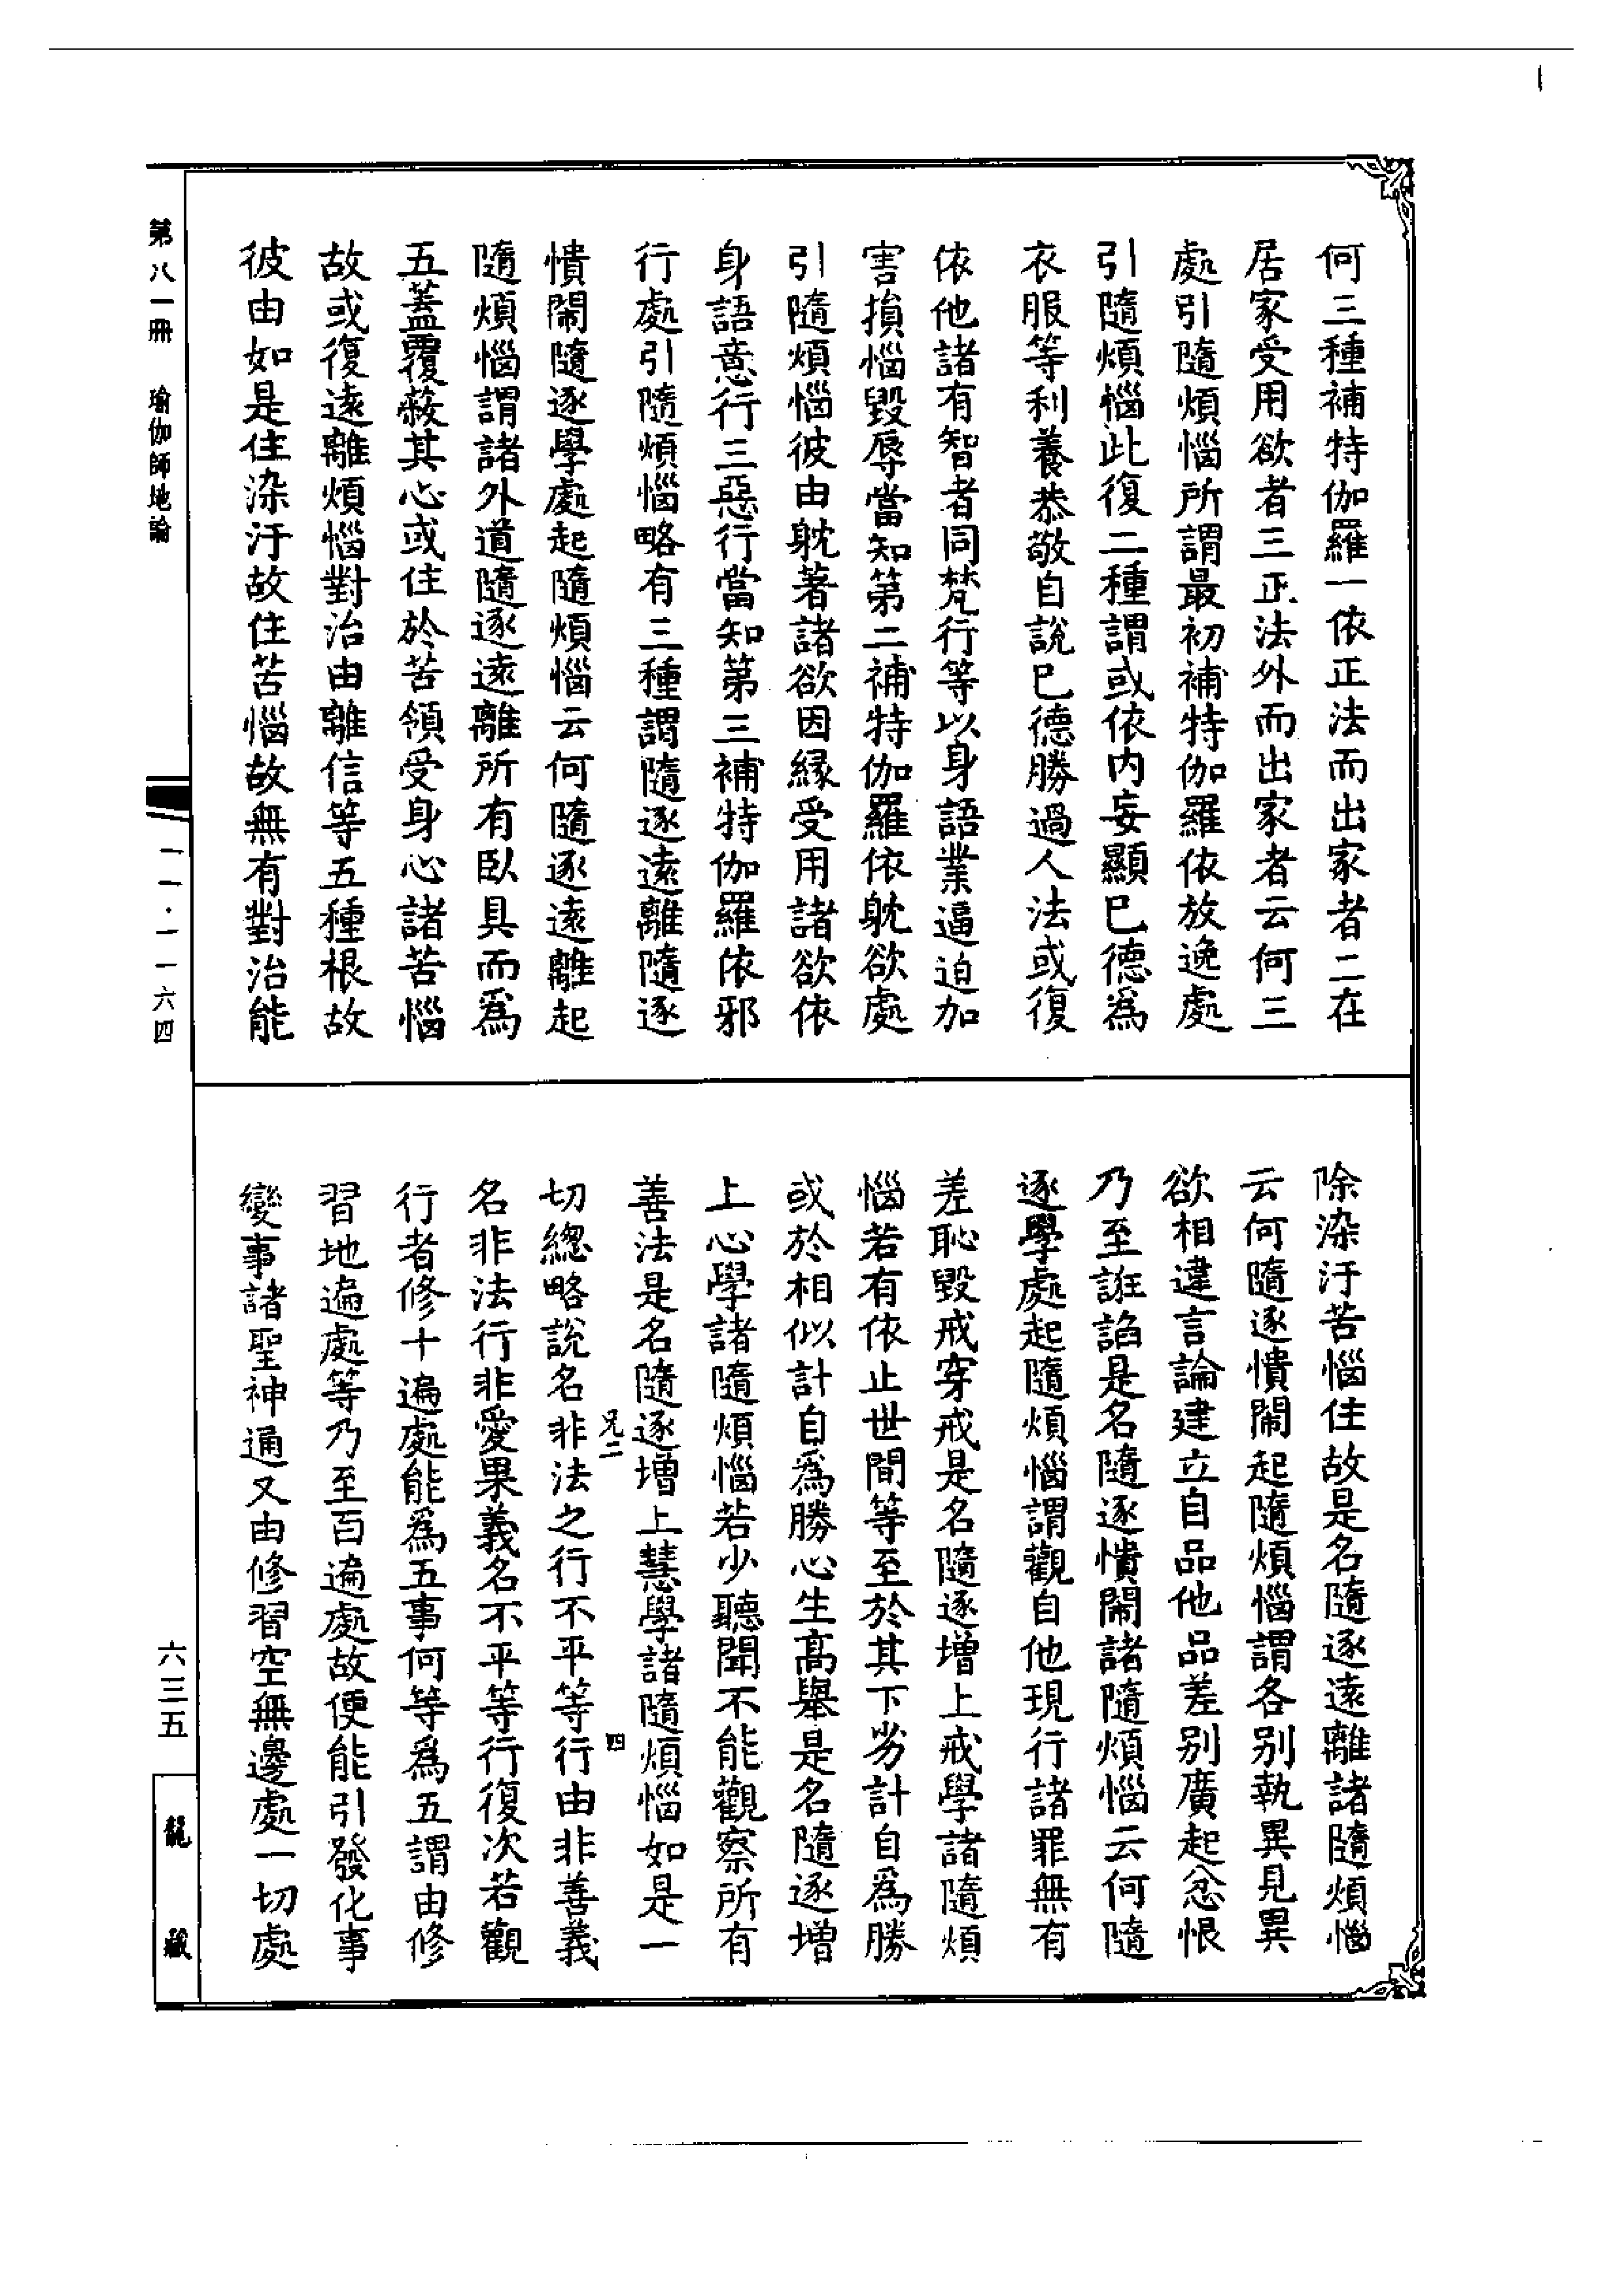 何三種補特伽羅一依正法而出家者二在
居家受用欲者三正法外而出家者云何三
處引隨煩惱所謂最初補特伽羅依放逸處
引隨煩惱此復二種謂或依內妄顯已德為
衣服等利養恭敬自說已德勝過人法或復
依他諸有智者同梵行等以身語業逼迫加
害損惱毀辱當知第二補特伽羅依躭欲處
引隨煩惱彼由躭著諸欲因緣受用諸欲依
身語意行三惡行當知第三補特伽羅依邪
行處引隨煩惱略有三種謂隨逐遠離隨逐
憒閙隨逐學處起隨煩惱云何隨逐遠離起
隨煩惱謂諸外道隨逐遠離所有臥具而為
五蓋覆蔽其心或住於苦領受身心諸苦惱
故或復遠離煩惱對治由離信等五種根故
彼由如是住染汙故住苦惱故無有對治能
除染汙苦惱住故是名隨逐遠離諸隨煩惱
云何隨逐憒閙起隨煩惱謂各別執異見異
欲相違言論建立自品他品差別廣起忿恨
乃至誑諂是名隨逐憒閙諸隨煩惱云何隨
逐學處起隨煩惱謂觀自他現行諸罪無有
差恥毀戒穿戒是名隨逐增上戒學諸隨煩
惱若有依止世間等至於其下劣計自為勝
或於相似計自為勝心生高舉是名隨逐增
上心學諸隨煩惱若少聽聞不能觀察所有
善法是名隨逐增上慧學諸隨煩惱如是一
兄二
四
切總略說名非法之行不平等行由非善義
名非法行非愛果義名不平等行復次若觀
行者修十遍處能為五事何等為五謂由修
習地遍處等乃至百遍處故便能引發化事
變事諸聖神通又由修習空無邊處一切處
第八一冊　瑜伽師地論
一一·一一六四
六三五
龍藏